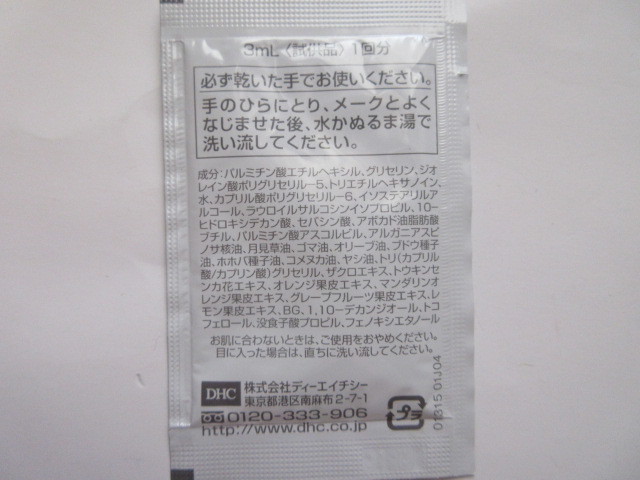 3mL〈試供品〉1回分
必ず乾いた手でお使いください。
手のひらにとり、メークとよく
なじませた後、水かぬるま湯で
洗い流してください。
成分:パルミチン酸エチルヘキシル、グリセリン、ジオ
レイン酸ポリグリセリル-5、トリエチルヘキサノイン、
水、カプリル酸ポリグリセリル-6、イソステアリルア
ルコール、ラウロイルサルコシンイソプロピル、10-
ヒドロキシデカン酸、セバシン酸、アボカド油脂肪酸
ブチル、パルミチン酸アスコルビル、アルガニアスピ
ノサ核油、月見草油、ゴマ油、オリーブ油、ブドウ種子
油、ホホバ種子油、コメヌカ油、ヤシ油、トリ(カプリル
酸/カプリン酸)グリセリル、ザクロエキス、トウキンセ
ンカ花エキス、オレンジ果皮エキス、マンダリンオ
レンジ果皮エキス、グレープフルーツ果皮エキス、レ
モン果皮エキス、BG、1,10-デカンジオール、トコ
フェロール、没食子酸プロピル、フェノキシエタノール
お肌に合わないときは、ご使用をおやめください。
目に入った場合は、直ちに洗い流してください。
DHC 株式会社ディーエイチシー
東京都港区南麻布2-7-1
0120-333-906
http://www.dhc.co.jp
プラ
01315 01J04